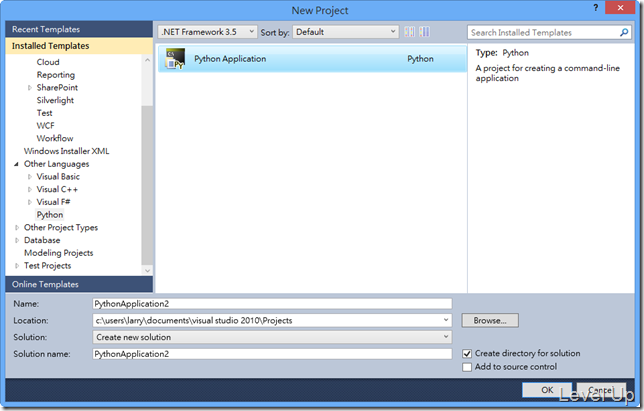 New Project
Recent Templates
.NET Framework 3.5
Sort by:
Default
Search Installed Templates
Installed Templates
Cloud
Reporting
SharePoint
Silverlight
Test
WCF
Workflow
Windows Installer XML
Other Languages
Visual Basic
Visual C++
Visual F#
Python
Other Project Types
Database
Modeling Projects
Test Projects
Online Templates
Python Application
Python
Type: Python
A project for creating a command-line
application
Name:
PythonApplication2
Location:
c:\users\larry\documents\visual studio 2010\Projects
Browse...
Solution:
Create new solution
Solution name:
PythonApplication2
Create directory for solution
Add to source control
OK
Cancel
Level Up